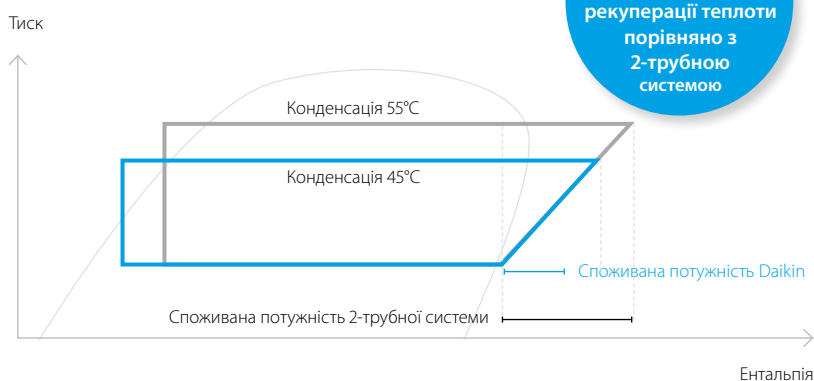 рекуперації теплоти
порівняно з
2-трубною
системою
Тиск
Конденсація 55°C
Конденсація 45°C
Споживана потужність Daikin
Споживана потужність 2-трубної системи
Ентальпія